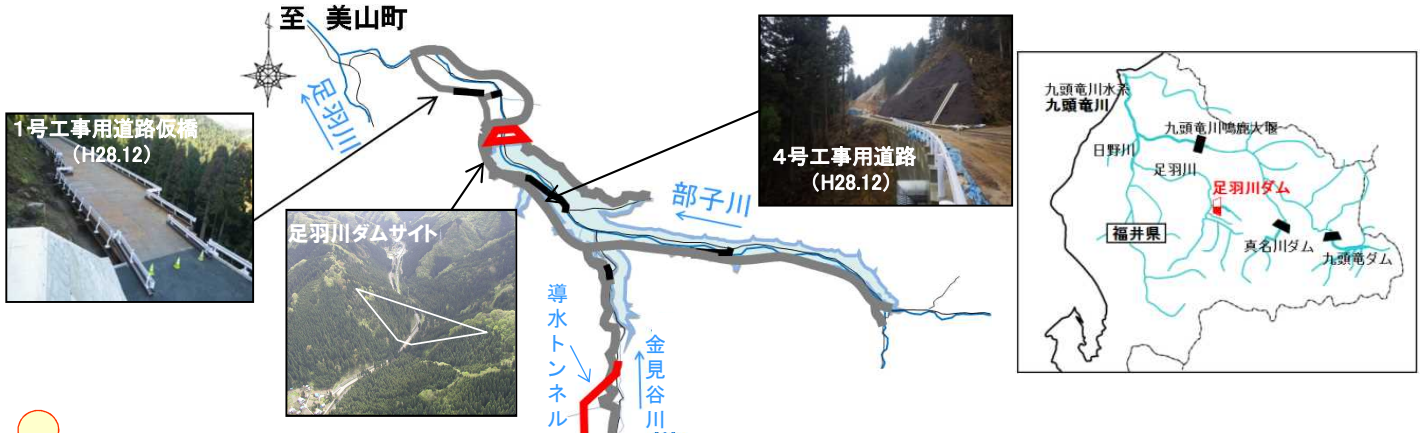 至 美山町
足羽川
1号工事用道路仮橋
(H28.12)
足羽川ダムサイト
4号工事用道路
(H28.12)
部子川
導水トンネル
金見谷川
九頭竜川水系
九頭竜川
九頭竜川鳴鹿大堰
日野川
足羽川
足羽川ダム
福井県
真名川ダム
九頭竜ダム